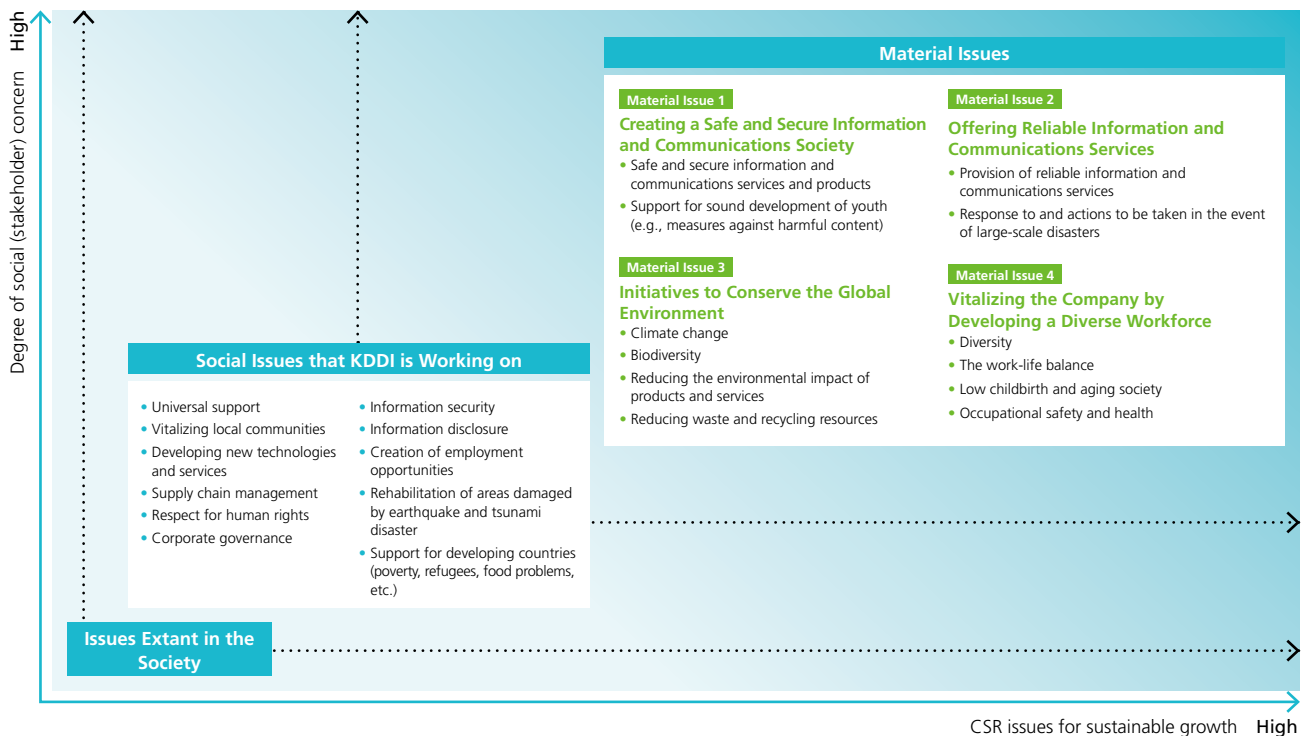 Degree of social (stakeholder) concern High
Material Issues
Material Issue 1
Creating a Safe and Secure Information
and Communications Society
• Safe and secure information and
communications services and products
• Support for sound development of youth
(e.g., measures against harmful content)
Material Issue 2
Offering Reliable Information and
Communications Services
• Provision of reliable information and
communications services
• Response to and actions to be taken in the event
of large-scale disasters
Material Issue 3
Initiatives to Conserve the Global
Environment
• Climate change
• Biodiversity
• Reducing the environmental impact of
products and services
• Reducing waste and recycling resources
Material Issue 4
Vitalizing the Company by
Developing a Diverse Workforce
• Diversity
• The work-life balance
• Low childbirth and aging society
• Occupational safety and health
Social Issues that KDDI is Working on
• Universal support
• Vitalizing local communities
• Developing new technologies
and services
• Supply chain management
• Respect for human rights
• Corporate governance
• Information security
• Information disclosure
• Creation of employment
opportunities
• Rehabilitation of areas damaged
by earthquake and tsunami
disaster
• Support for developing countries
(poverty, refugees, food problems,
etc.)
Issues Extant in the
Society
CSR issues for sustainable growth High